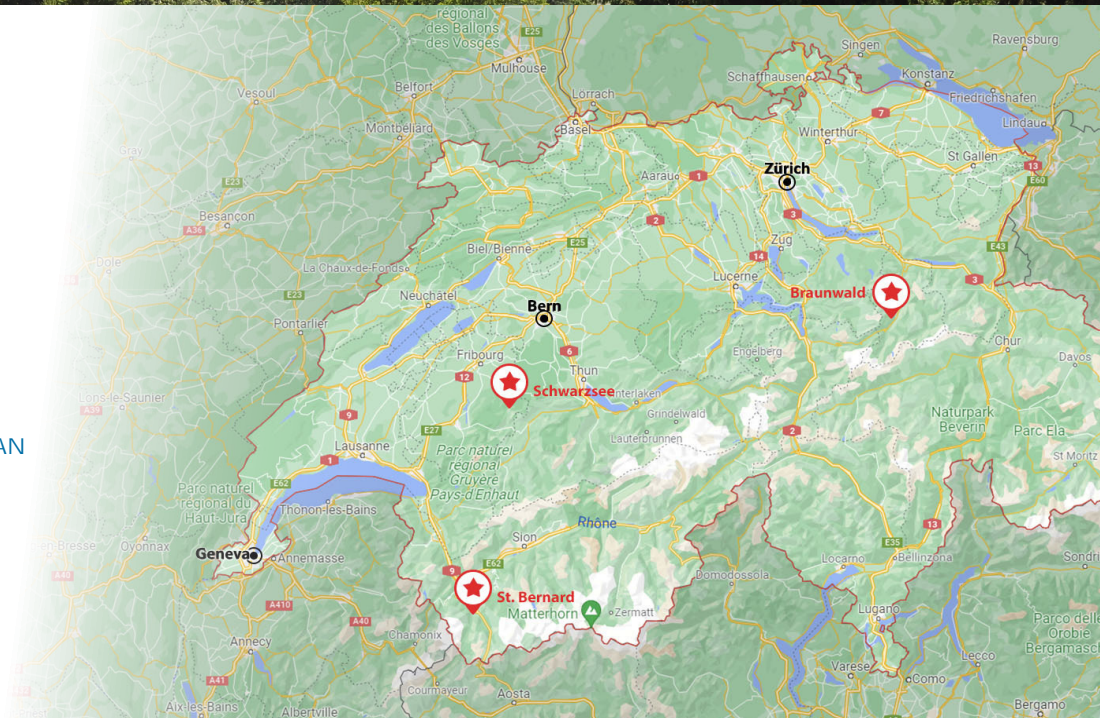 régional
des Ballons
des Vosges
E25
Singen
Ravensburg
Mulhouse
Schaffhausen
Konstanz
Vesoul
Belfort
Lörrach
Friedrichshafen
7
Montbéliard
Basel
Winterthur
Lindau
Gray
St Gallen
13
Zürich
Aarau
1
E60
E23
Besançon
A36
2
3
E25
Zug
E43
Biel/Bienne
Dole
La Chaux-de-Fonds
14
Lucerne
3
E23
Neuchâtel
Braunwald
Bern
Pontarlier
Chur
6
Engelberg
Fribourg
Davos
Thun
12
Schwarzsee
nterlaken
Lons-le-Saunier
A39
9
Grindelwald
Naturpark
Beverin
E27
2
Parc Ela
AN
Lausanne
Lauterbrunnen
Parc naturel
régional
Gruyère
Pays-d'Enhaut
1
St Moritz
E62
Parc naturel
régional du
Haut-Jura
Thonon-les-Bains
Rhône
13
Sion
E35
en-Bresse
Oyonnax
Geneva
Annemasse
Locarno
Bellinzona
Sondri
E62
9
A40
Domodossola
St. Bernard
A410
Matterhorn
Zermatt
Lugano
A40
Parco delle
Orobie
Bergamasch
Chamonix
Annecy
Lecco
Varese
A41
Como
Courmayeur
Aosta
Aix-les-Bains
Albertville
Bergamo